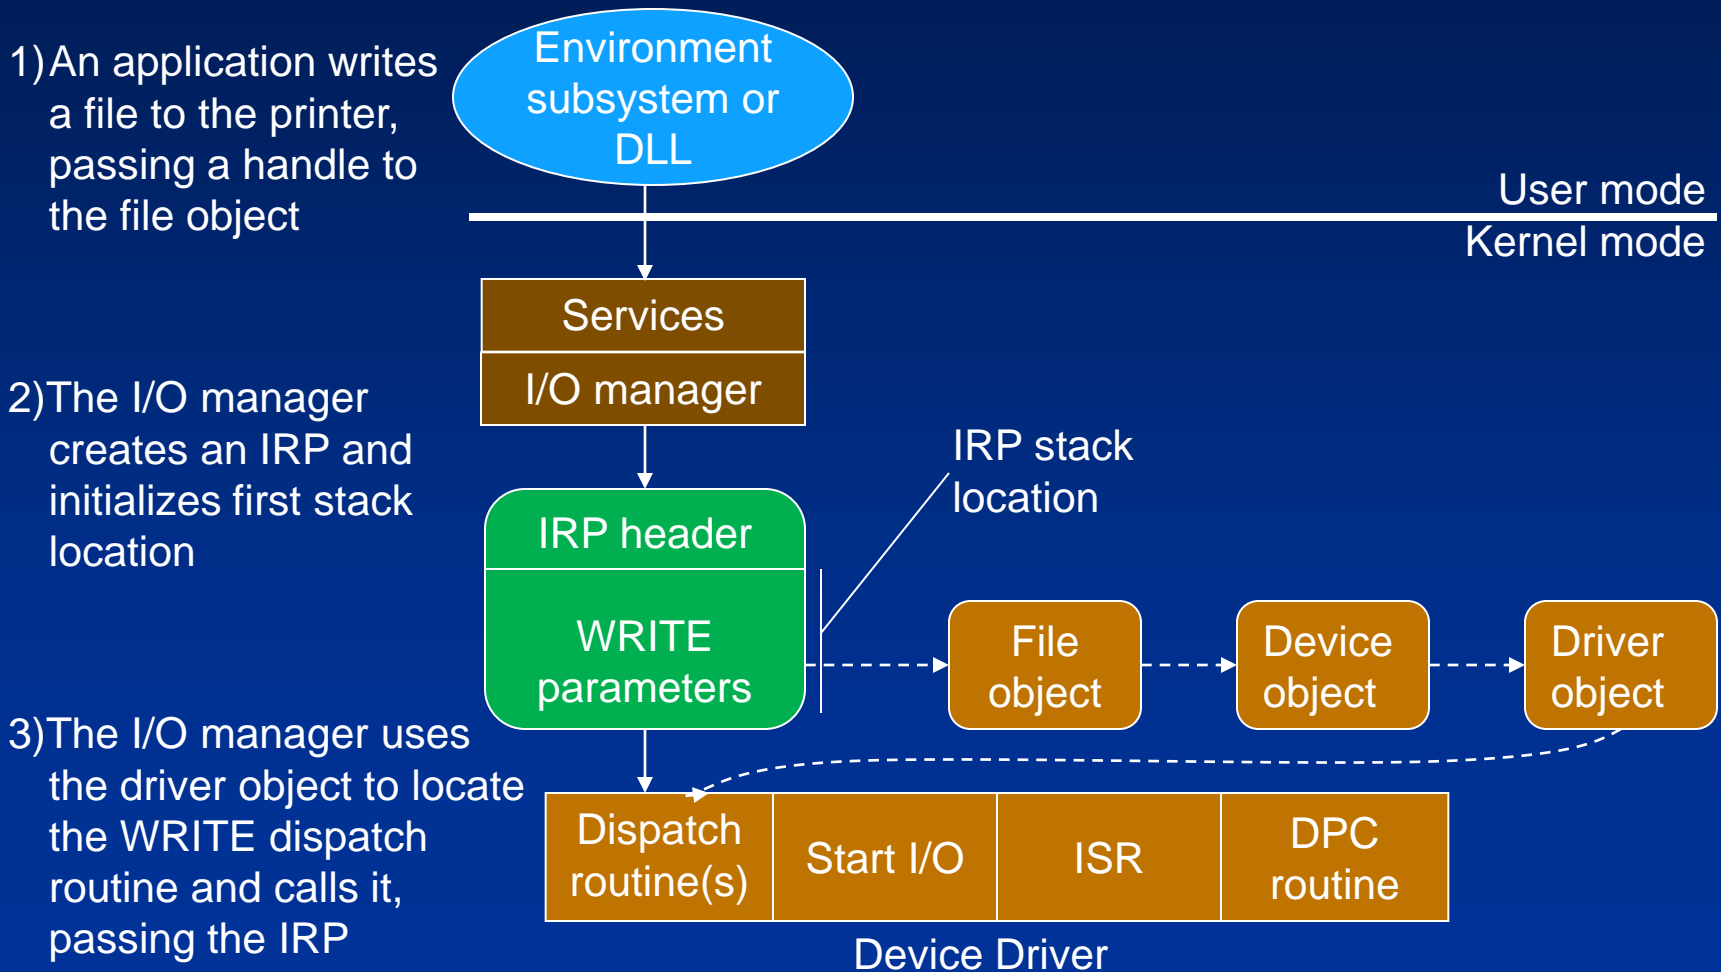 1) An application writes
a file to the printer,
passing a handle to
the file object
Environment
subsystem or
DLL
User mode
Kernel mode
Services
I/O manager
2)The I/O manager
creates an IRP and
initializes first stack
location
IRP stack
location
IRP header
WRITE
parameters
File
object
Device
object
Driver
object
3)The I/O manager uses
the driver object to locate
the WRITE dispatch
routine and calls it,
passing the IRP
Dispatch
routine(s)
Start I/O
ISR
DPC
routine
Device Driver